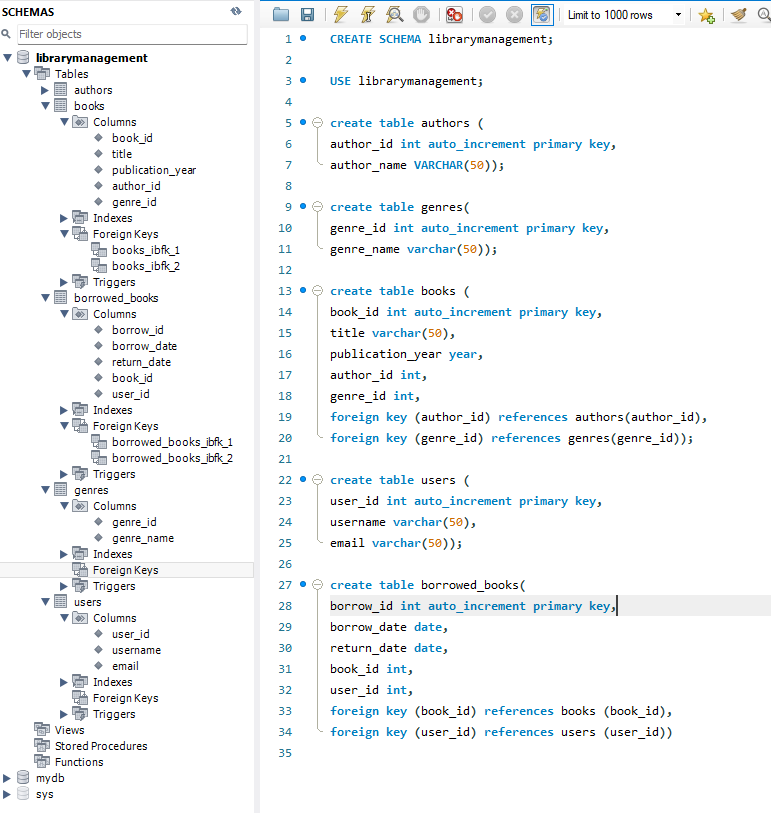 SCHEMAS
Filter objects
librarymanagement
Tables
authors
books
Columns
book_id
title
publication_year
author_id
genre_id
Indexes
Foreign Keys
books_ibfk_1
books_ibfk_2
Triggers
borrowed_books
Columns
borrow_id
borrow_date
return_date
book_id
user_id
Indexes
Foreign Keys
borrowed_books_ibfk_1
borrowed_books_ibfk_2
Triggers
genres
Columns
genre_id
genre_name
Indexes
Foreign Keys
Triggers
users
Columns
user_id
username
email
Indexes
Foreign Keys
Triggers
Views
Stored Procedures
Functions
mydb
sys
Limit to 1000 rows
1 CREATE SCHEMA librarymanagement;
2
3 USE librarymanagement;
4
5 create table authors (
6 author_id int auto_increment primary key,
7 author_name VARCHAR(50));
8
9 create table genres(
10 genre_id int auto_increment primary key,
11 genre_name varchar(50));
12
13 create table books (
14 book_id int auto_increment primary key,
15 title varchar(50),
16 publication_year year,
17 author_id int,
18 genre_id int,
19 foreign key (author_id) references authors(author_id),
20 foreign key (genre_id) references genres(genre_id));
21
22 create table users (
23 user_id int auto_increment primary key,
24 username varchar(50),
25 email varchar(50));
26
27 create table borrowed_books(
28 borrow_id int auto_increment primary key,
29 borrow_date date,
30 return_date date,
31 book_id int,
32 user_id int,
33 foreign key (book_id) references books (book_id),
34 foreign key (user_id) references users (user_id))
35